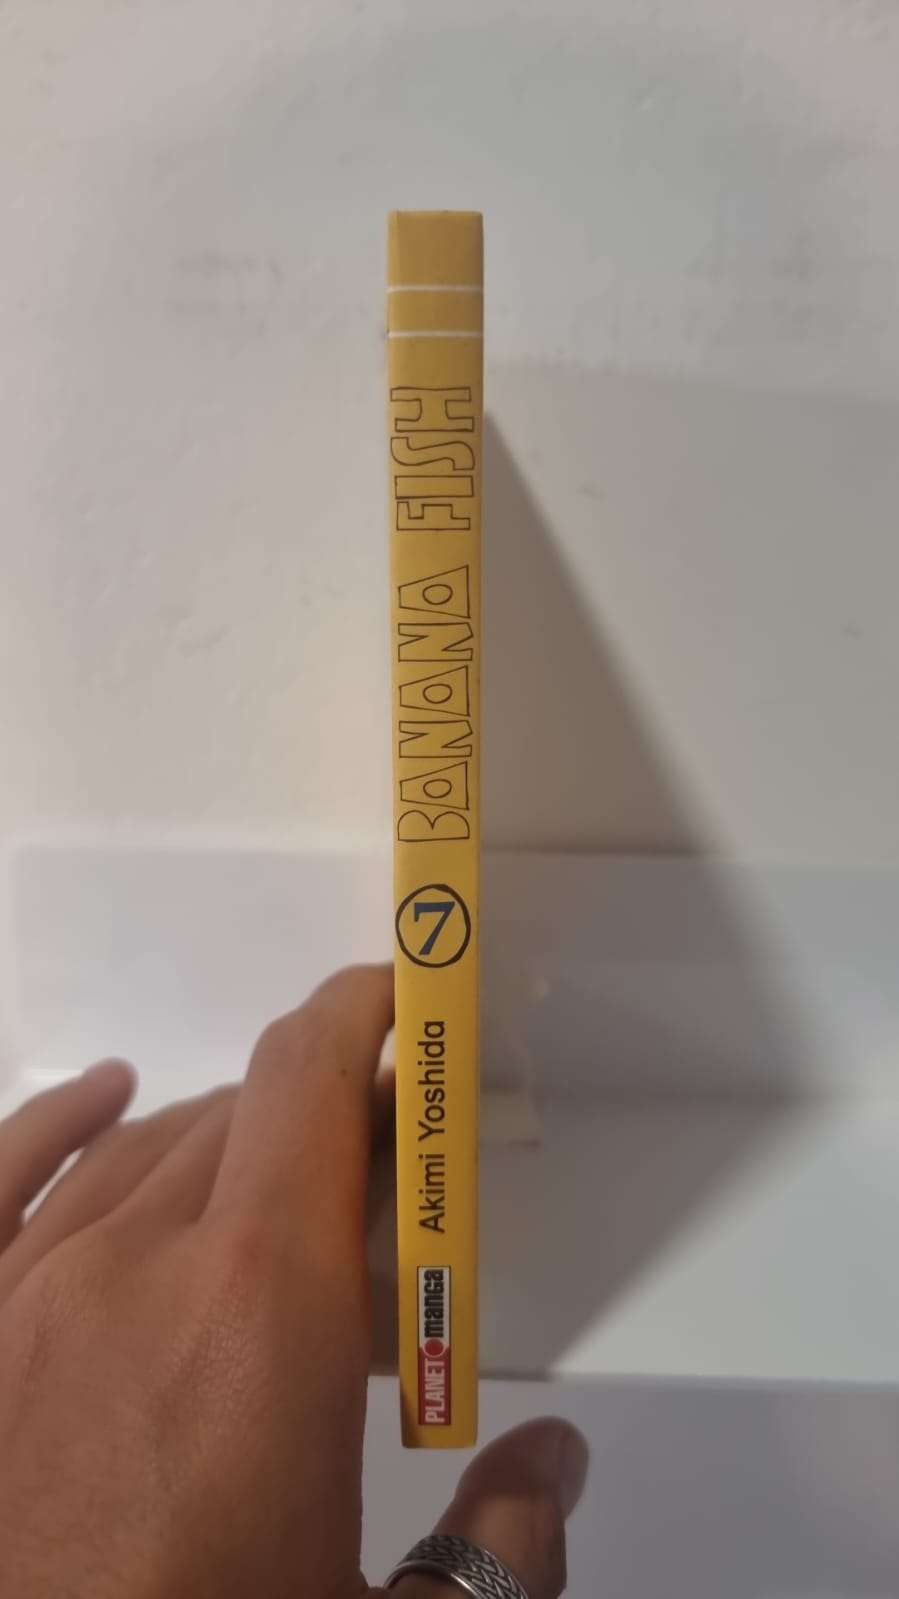 BANANA FISH
7
Akimi Yoshida
PLANET manga